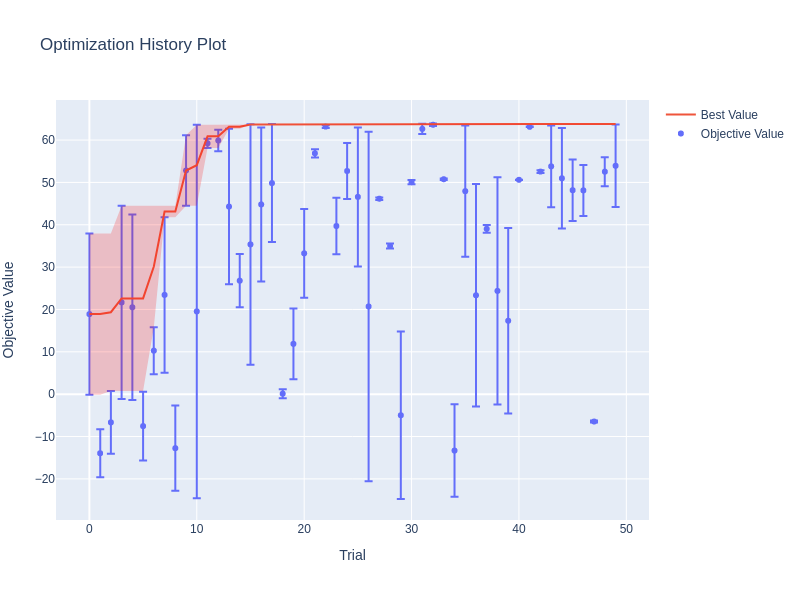 Optimization History Plot
Best Value
Objective Value
60
50
40
30
20
10
0
−10
−20
Objective Value
0 10 20 30 40 50
Trial